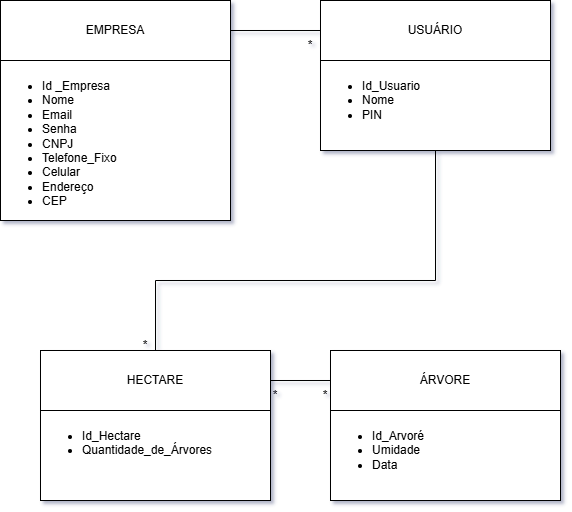 EMPRESA
Id _Empresa
Nome
Email
Senha
CNPJ
Telefone_Fixo
Celular
Endereço
CEP
*
USUÁRIO
Id_Usuario
Nome
PIN
*
HECTARE
Id_Hectare
Quantidade_de_Árvores
*
*
ÁRVORE
Id_Arvoré
Umidade
Data